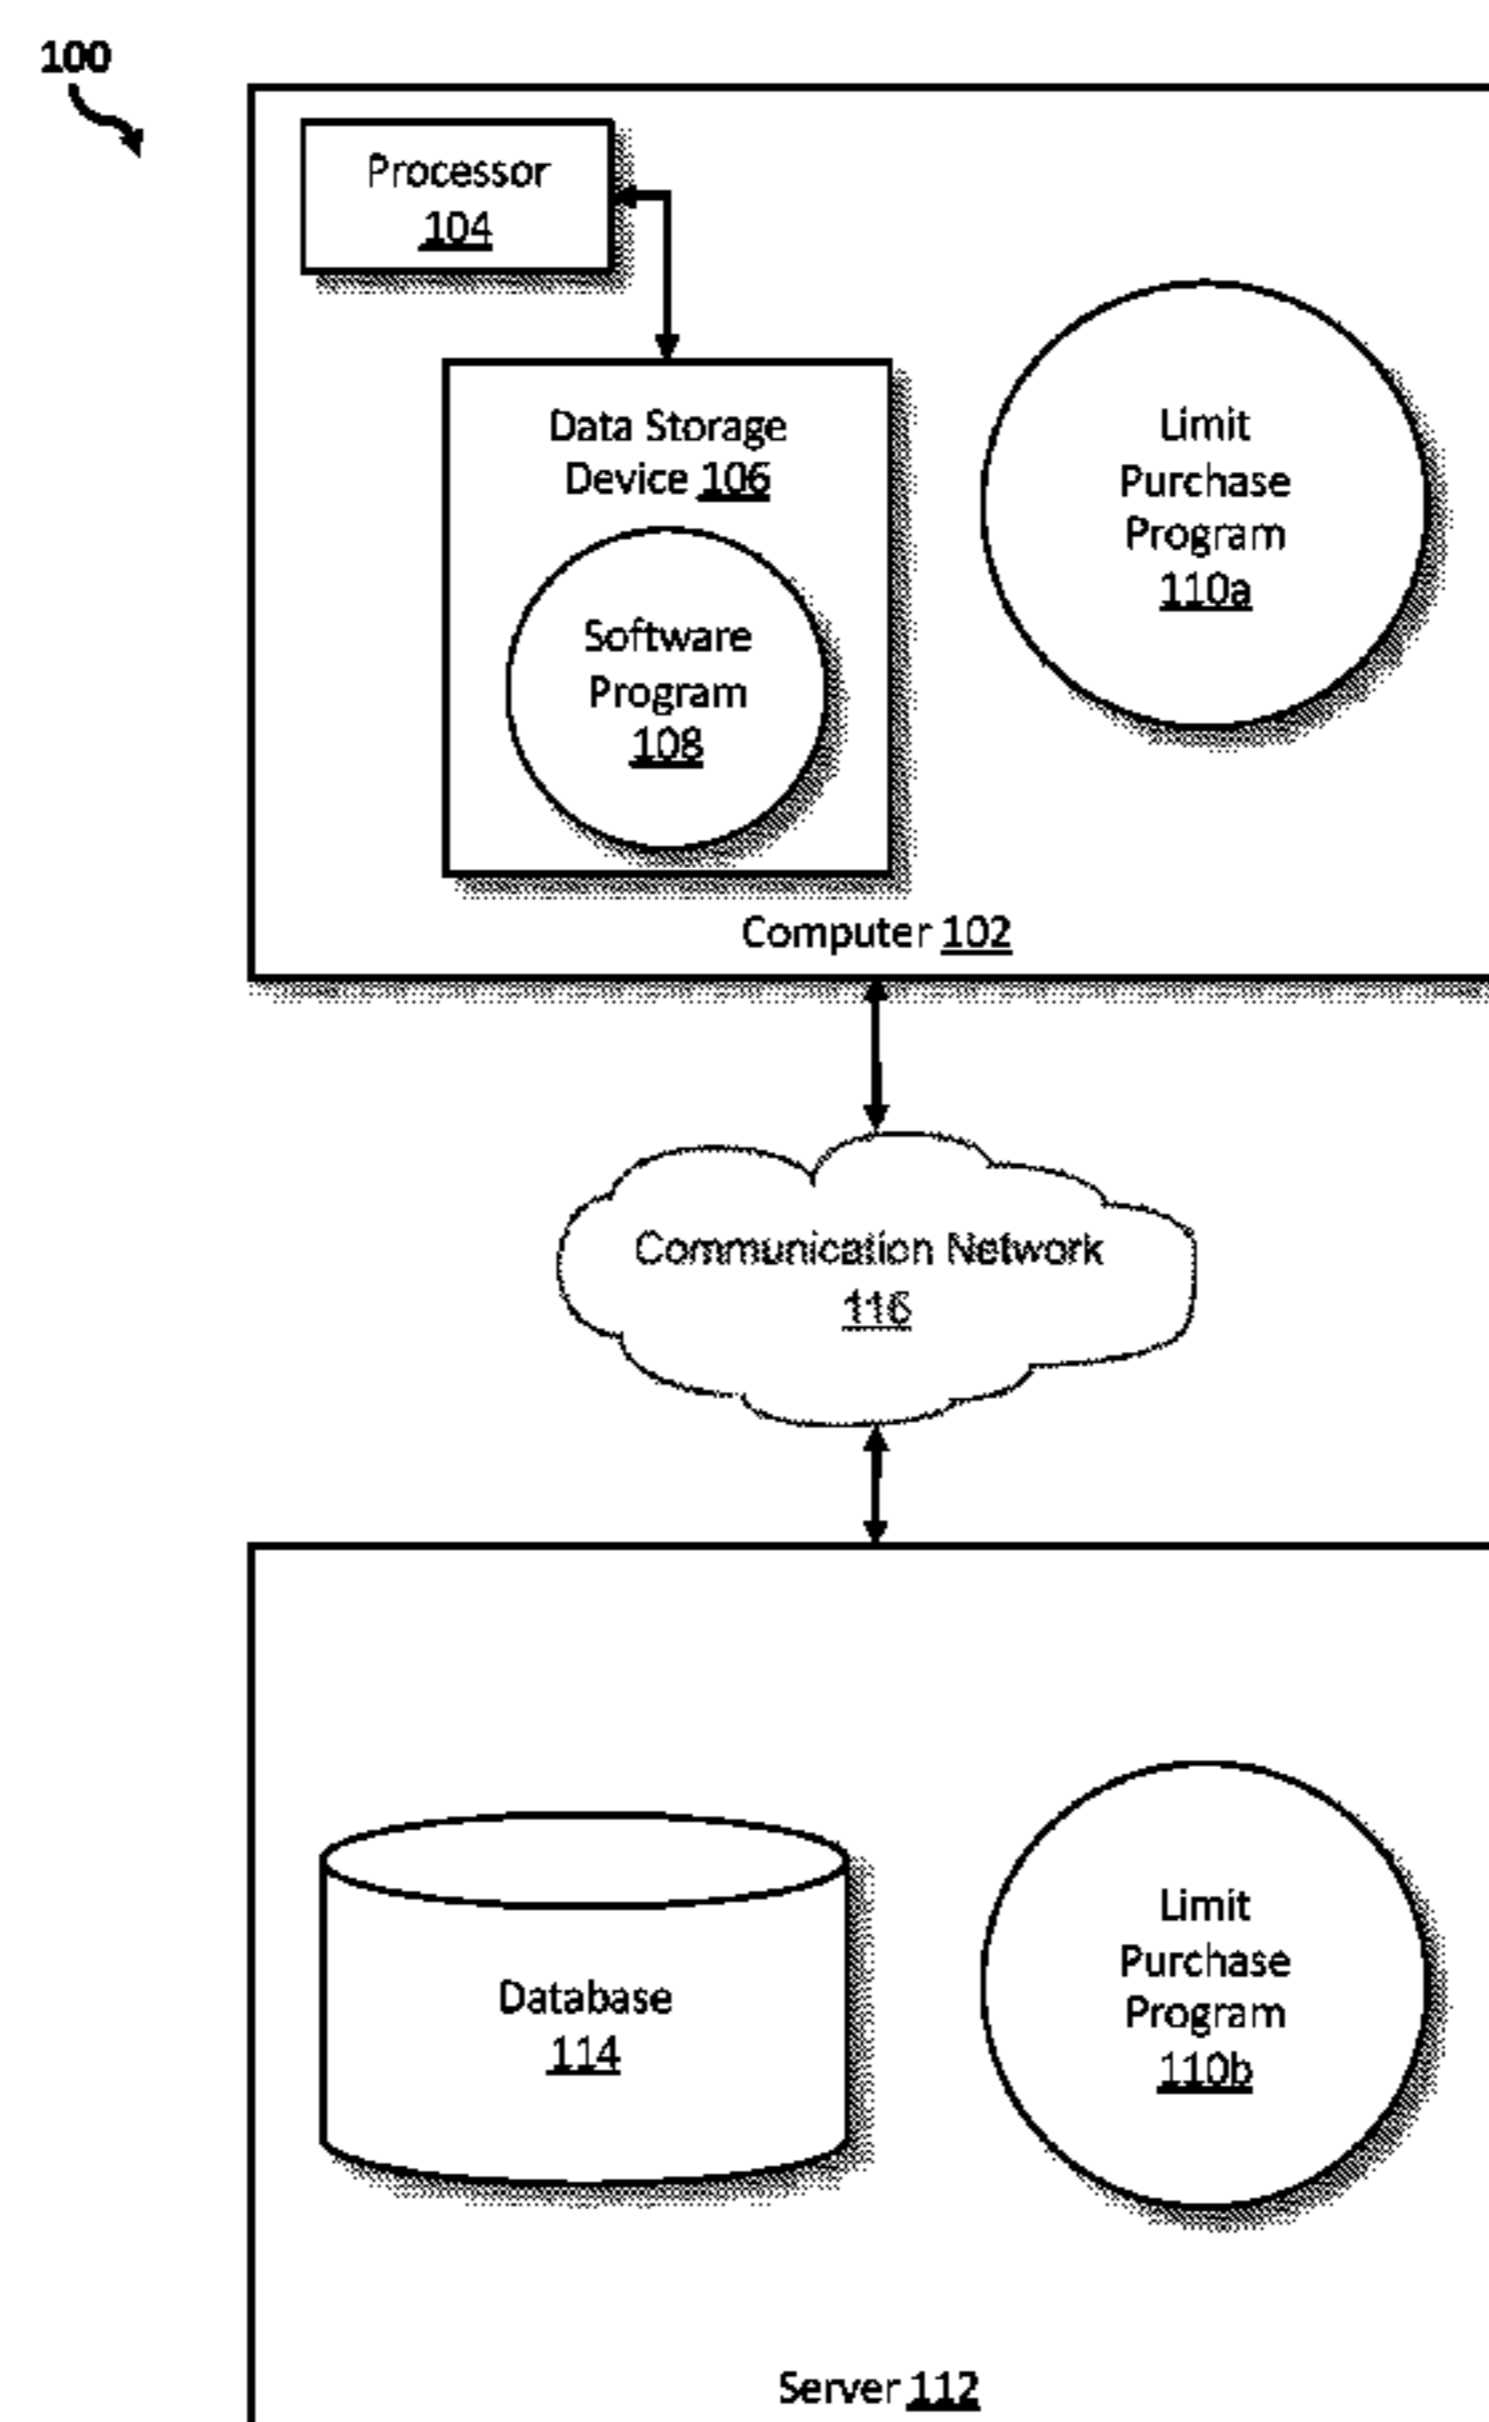 100
Processor
104
Data Storage
Device 106
Software
Program
108
Limit
Purchase
Program
110a
Computer 102
Communication Network
116
Database
114
Limit
Purchase
Program
110b
Server 112